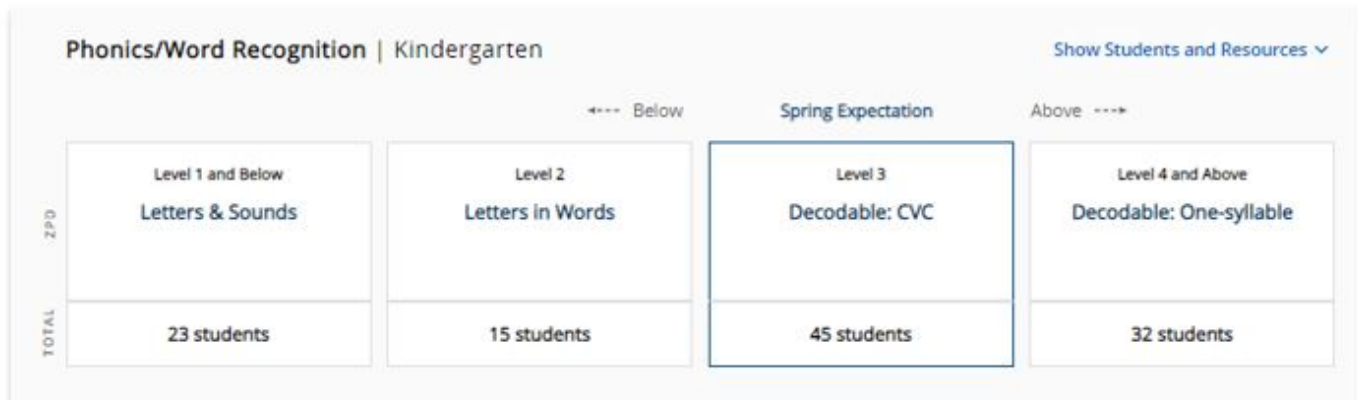 Phonics/Word Recognition | Kindergarten
Show Students and Resources
Below
Spring Expectation
Above
ZPD
Level 1 and Below
Letters & Sounds
Level 2
Letters in Words
Level 3
Decodable: CVC
Level 4 and Above
Decodable: One-syllable
TOTAL
23 students
15 students
45 students
32 students